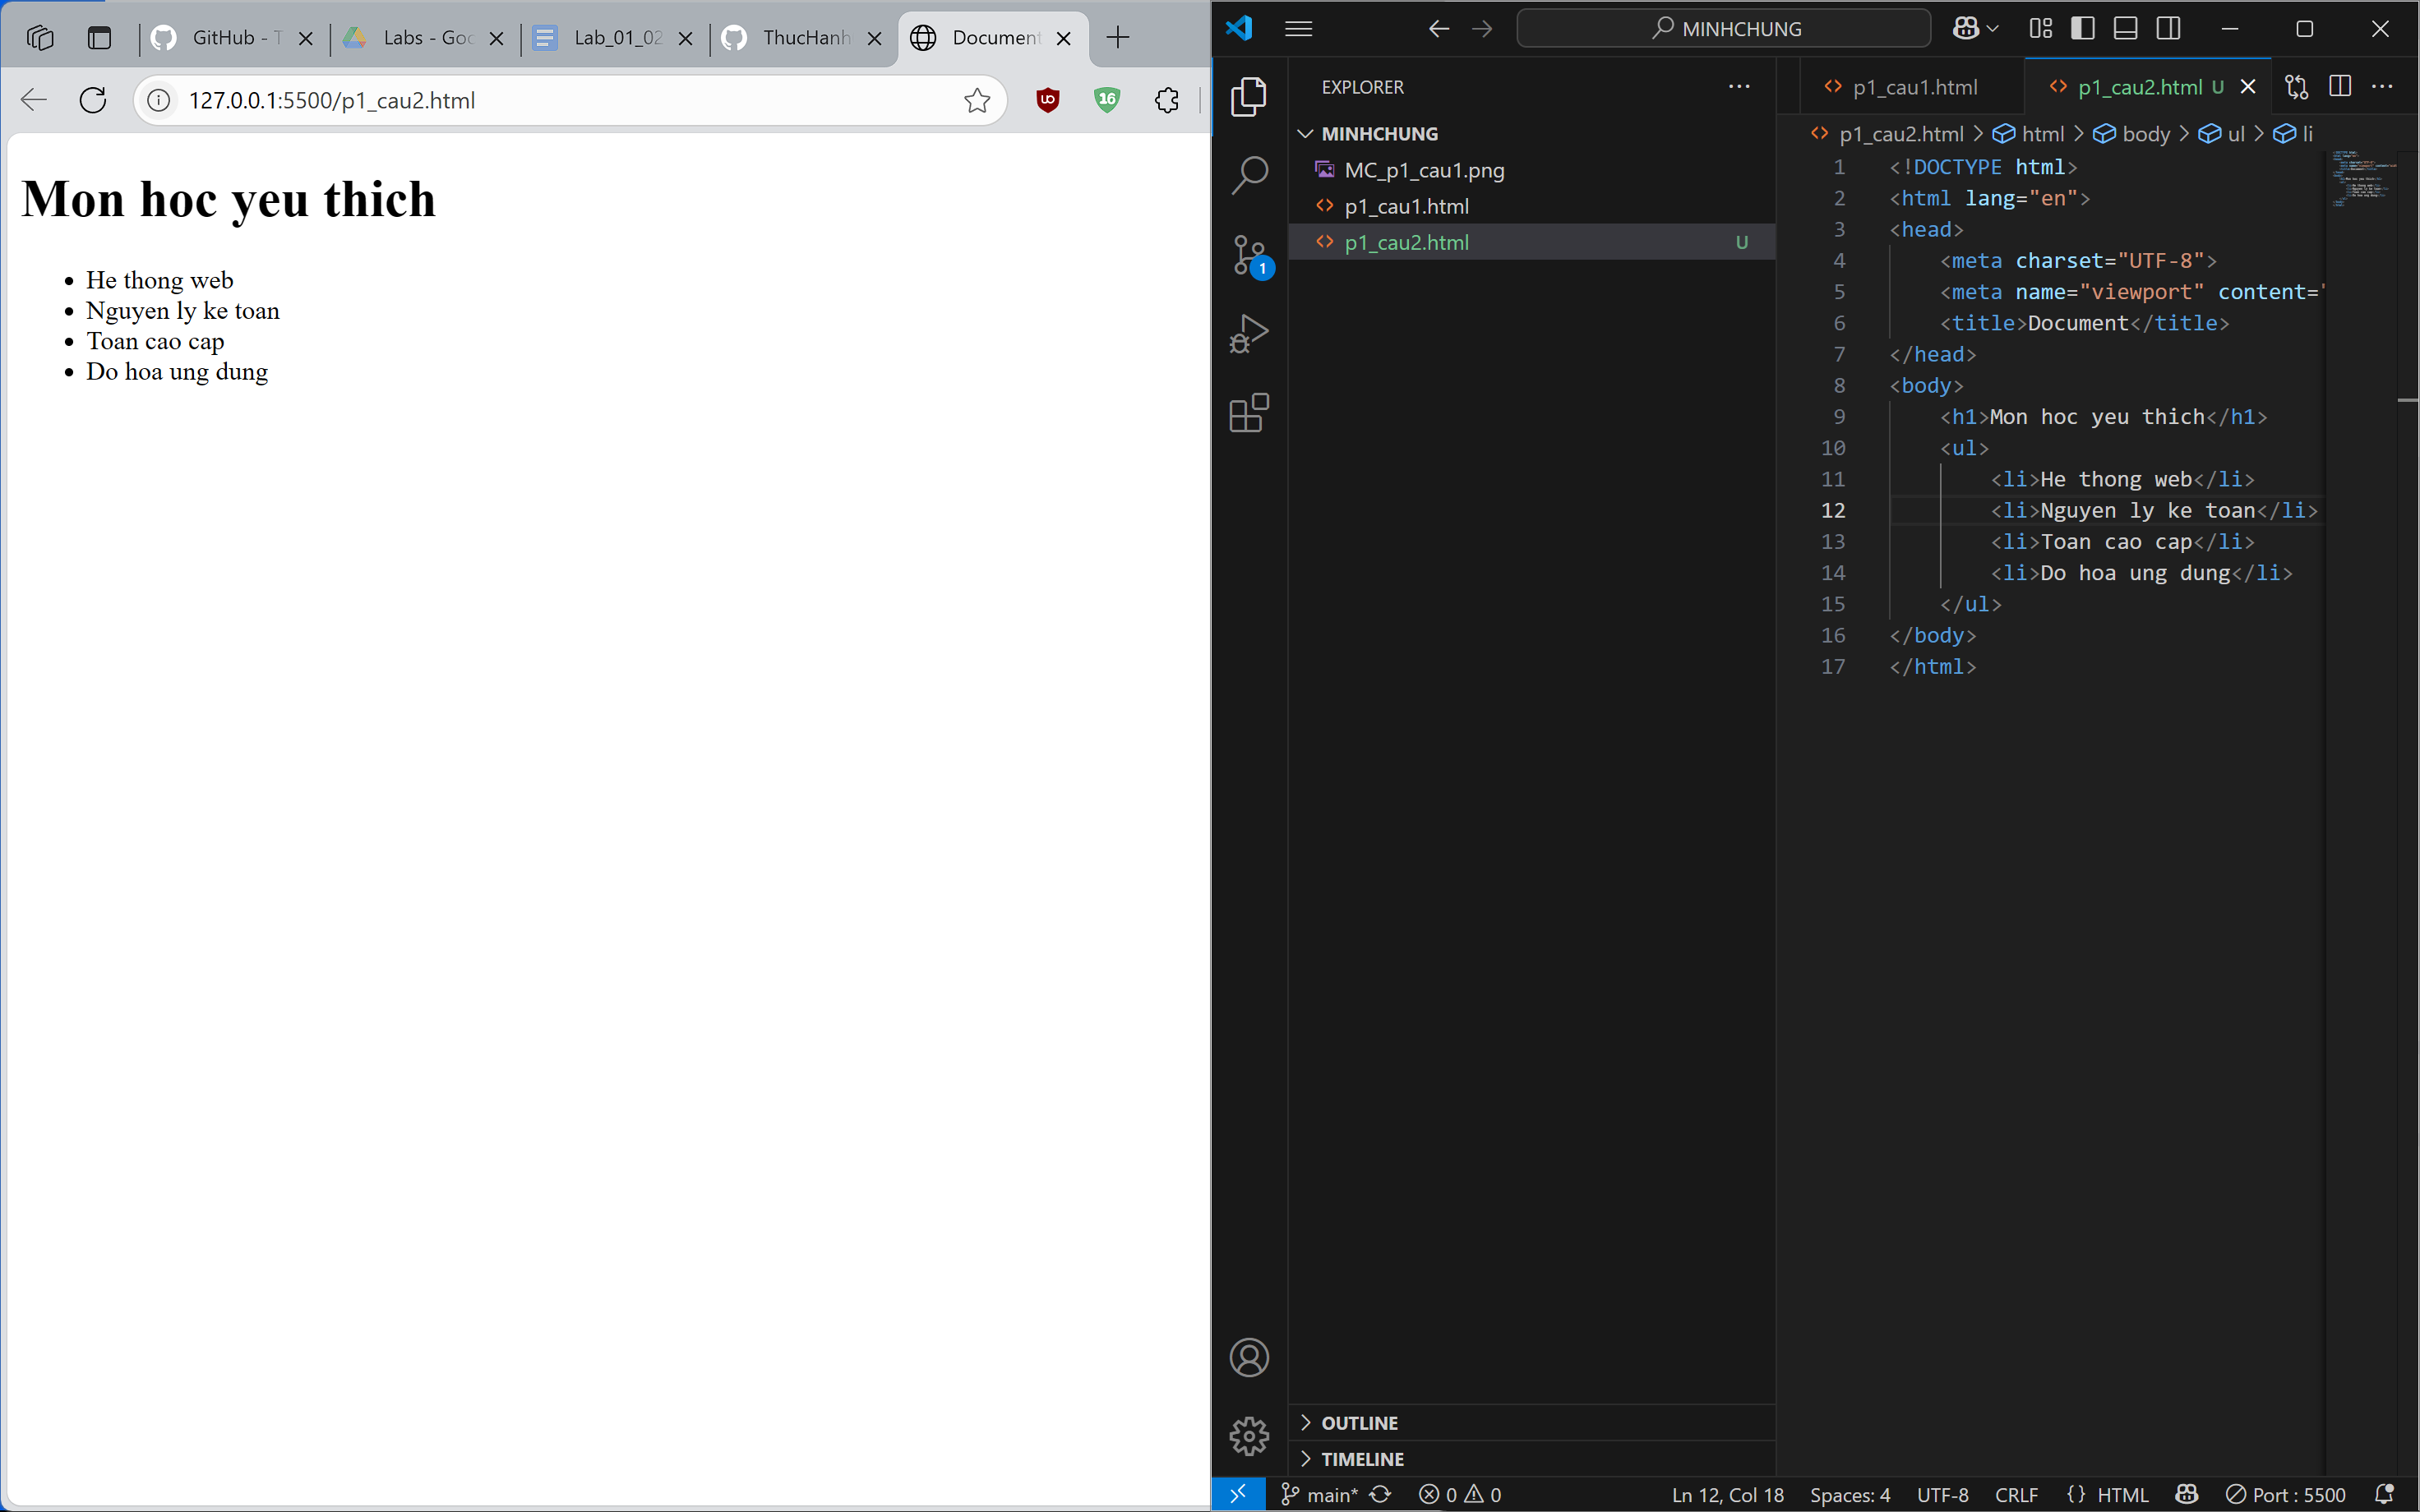 GitHub - T
Labs - Goo
Lab_01_02
ThucHanh
Document
127.0.0.1:5500/p1_cau2.html
16
Mon hoc yeu thich
He thong web
Nguyen ly ke toan
Toan cao cap
Do hoa ung dung
MINHCHUNG
EXPLORER
MINHCHUNG
MC_p1_cau1.png
p1_cau1.html
p1_cau2.html U
1
OUTLINE
TIMELINE
p1_cau1.html
p1_cau2.html U
p1_cau2.html > html > body > ul > li
1 <!DOCTYPE html>
2 <html lang="en">
3 <head>
4 <meta charset="UTF-8">
5 <meta name="viewport" content="
6 <title>Document</title>
7 </head>
8 <body>
9 <h1>Mon hoc yeu thich</h1>
10 <ul>
11 <li>He thong web</li>
12 <li>Nguyen ly ke toan</li>
13 <li>Toan cao cap</li>
14 <li>Do hoa ung dung</li>
15 </ul>
16 </body>
17 </html>
main* 0 0 Ln 12, Col 18 Spaces: 4 UTF-8 CRLF {} HTML Port : 5500